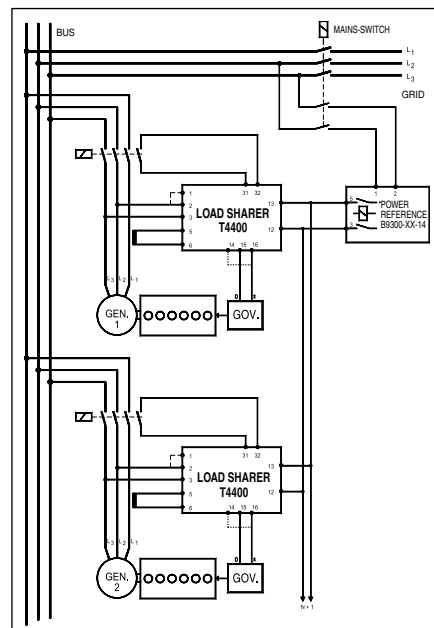 BUS
MAINS-SWITCH
L1
L2
L3
GRID
1 2
31 32
1
2
3
5
6
13
12
LOAD SHARER
T4400
14 15 16
5
3
POWER
REFERENCE
B9300-XX-14
L3 L2 L1
GEN.
1
0 ±
GOV.
31 32
1
2
3
5
6
13
12
LOAD SHARER
T4400
14 15 16
L3 L2 L1
GEN.
2
0 ±
GOV.
N + 1